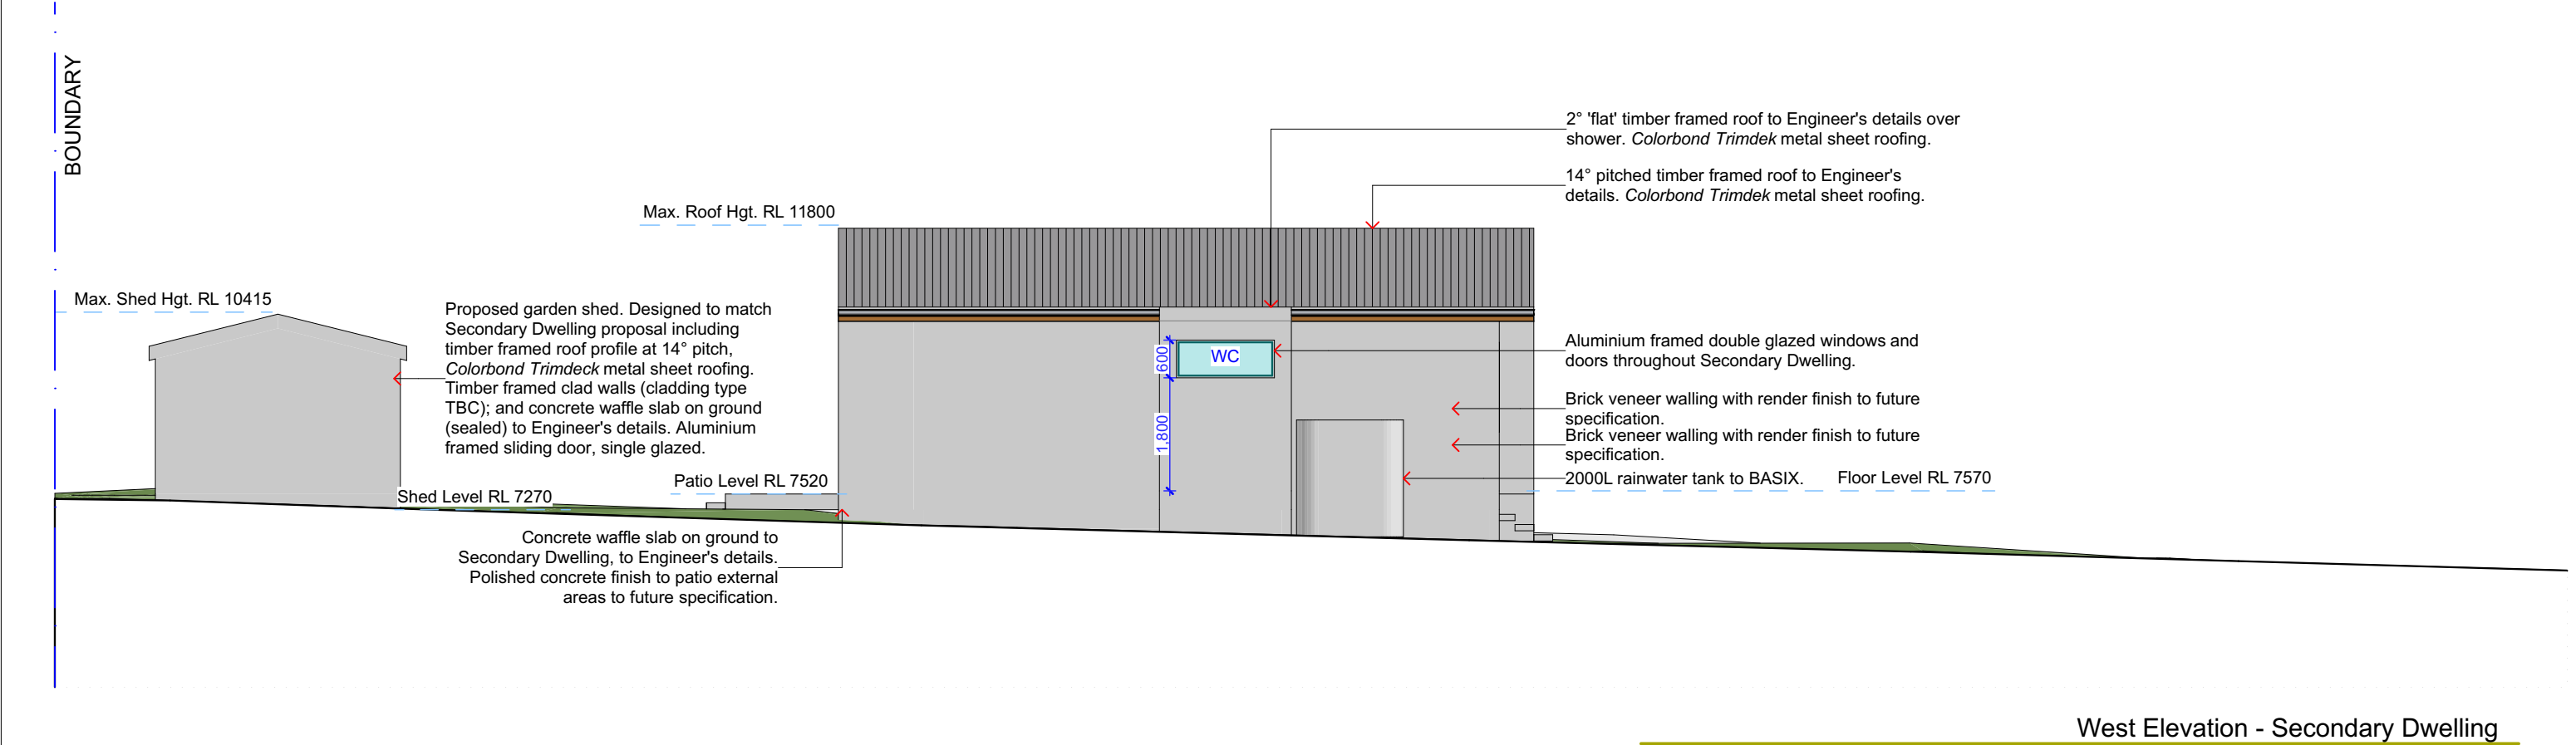 BOUNDARY
2° 'flat' timber framed roof to Engineer's details over
shower. Colorbond Trimdek metal sheet roofing.
14° pitched timber framed roof to Engineer's
details. Colorbond Trimdek metal sheet roofing.
Max. Roof Hgt. RL 11800
Max. Shed Hgt. RL 10415
Proposed garden shed. Designed to match
Secondary Dwelling proposal including
timber framed roof profile at 14° pitch,
Colorbond Trimdeck metal sheet roofing.
Timber framed clad walls (cladding type
TBC); and concrete waffle slab on ground
(sealed) to Engineer's details. Aluminium
framed sliding door, single glazed.
600
WC
1,800
Aluminium framed double glazed windows and
doors throughout Secondary Dwelling.
Brick veneer walling with render finish to future
specification.
Brick veneer walling with render finish to future
specification.
2000L rainwater tank to BASIX.
Floor Level RL 7570
Patio Level RL 7520
Shed Level RL 7270
Concrete waffle slab on ground to
Secondary Dwelling, to Engineer's details.
Polished concrete finish to patio external
areas to future specification.
West Elevation - Secondary Dwelling